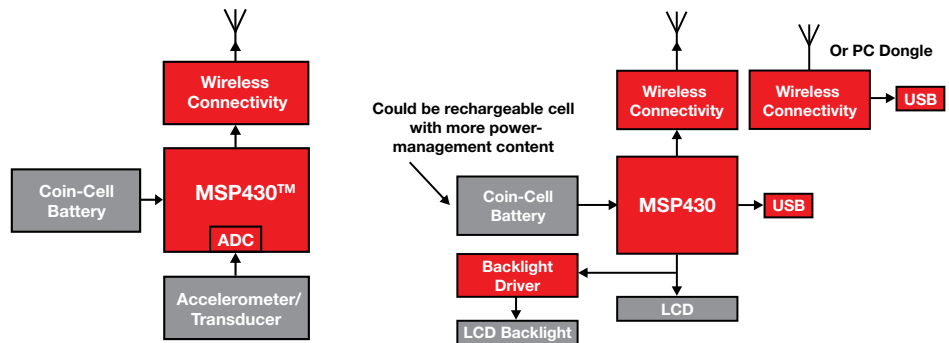 Wireless
Connectivity
Coin-Cell
Battery
MSP430™
ADC
Accelerometer/
Transducer
Could be rechargeable cell
with more power-
management content
Wireless
Connectivity
Or PC Dongle
Wireless
Connectivity
USB
Coin-Cell
Battery
MSP430
USB
Backlight
Driver
LCD
LCD Backlight